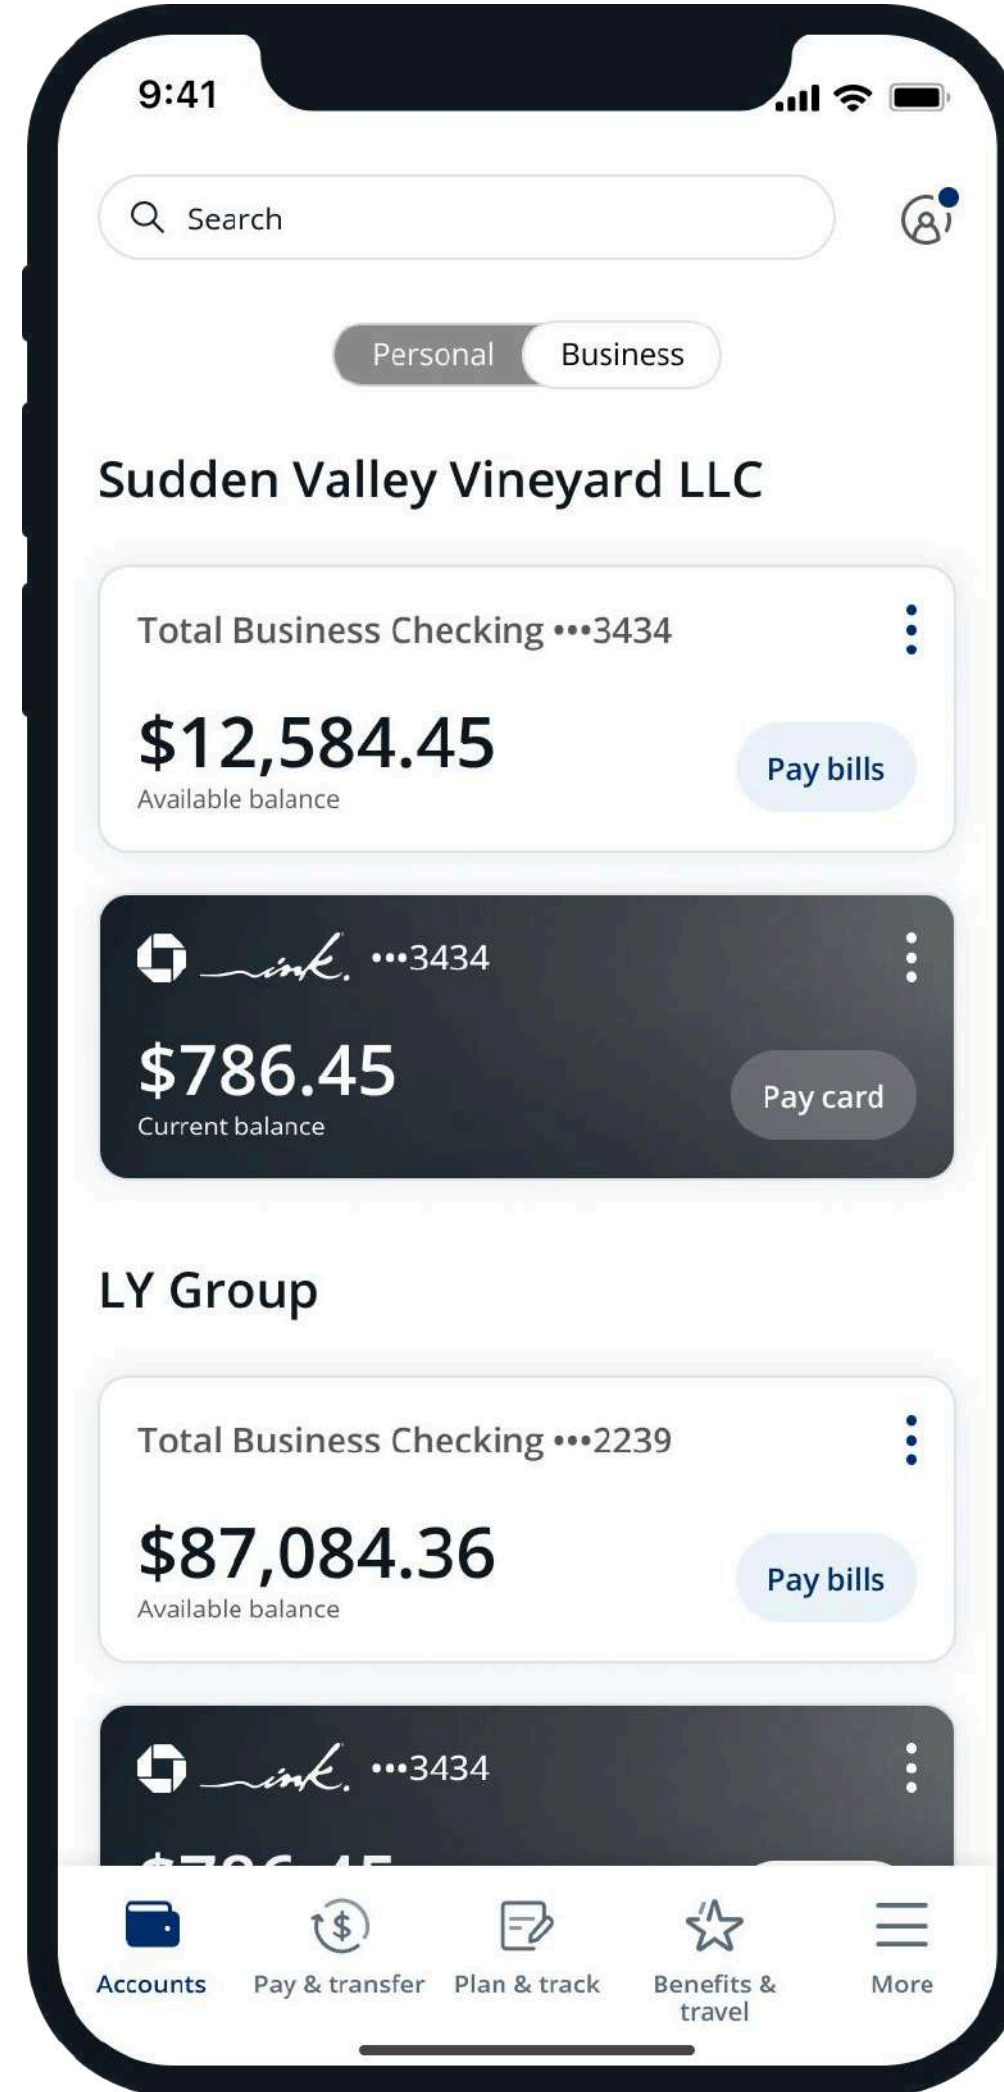 9:41
Search
Personal Business
Sudden Valley Vineyard LLC
Total Business Checking •••3434
$12,584.45
Available balance
Pay bills
ink. •••3434
$786.45
Current balance
Pay card
LY Group
Total Business Checking •••2239
$87,084.36
Available balance
Pay bills
ink. •••3434
Accounts
Pay & transfer
Plan & track
Benefits &
travel
More